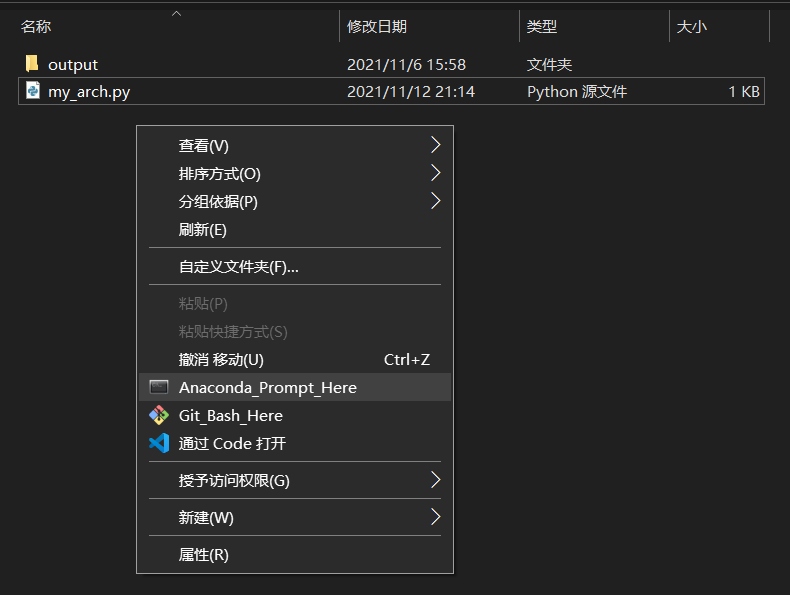 名称 修改日期 类型 大小
output 2021/11/6 15:58 文件夹
my_arch.py 2021/11/12 21:14 Python 源文件 1 KB
查看(V)
排序方式(O)
分组依据(P)
刷新(E)
自定义文件夹(F)...
粘贴(P)
粘贴快捷方式(S)
撤消 移动(U) Ctrl+Z
Anaconda_Prompt_Here
Git_Bash_Here
通过 Code 打开
授予访问权限(G)
新建(W)
属性(R)